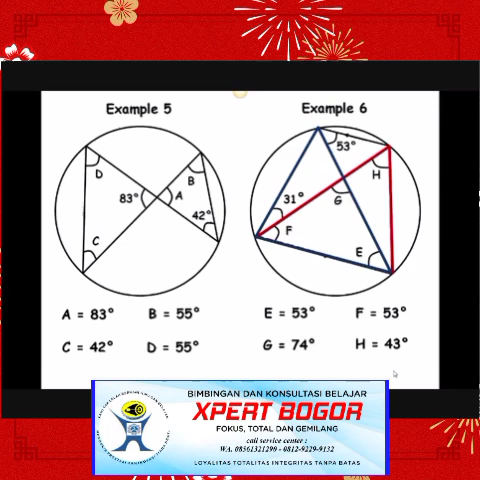 Example 5
Example 6
D
B
83°
A
42°
C
53°
H
31°
G
F
E
A = 83° B = 55°
C = 42° D = 55°
E = 53° F = 53°
G = 74° H = 43°
BIMBINGAN DAN KONSULTASI BELAJAR
XPERT BOGOR
FOKUS, TOTAL DAN GEMILANG
call service center :
WA. 08561321290 - 0812-9229-9132
LOYALITAS TOTALITAS INTEGRITAS TANPA BATAS